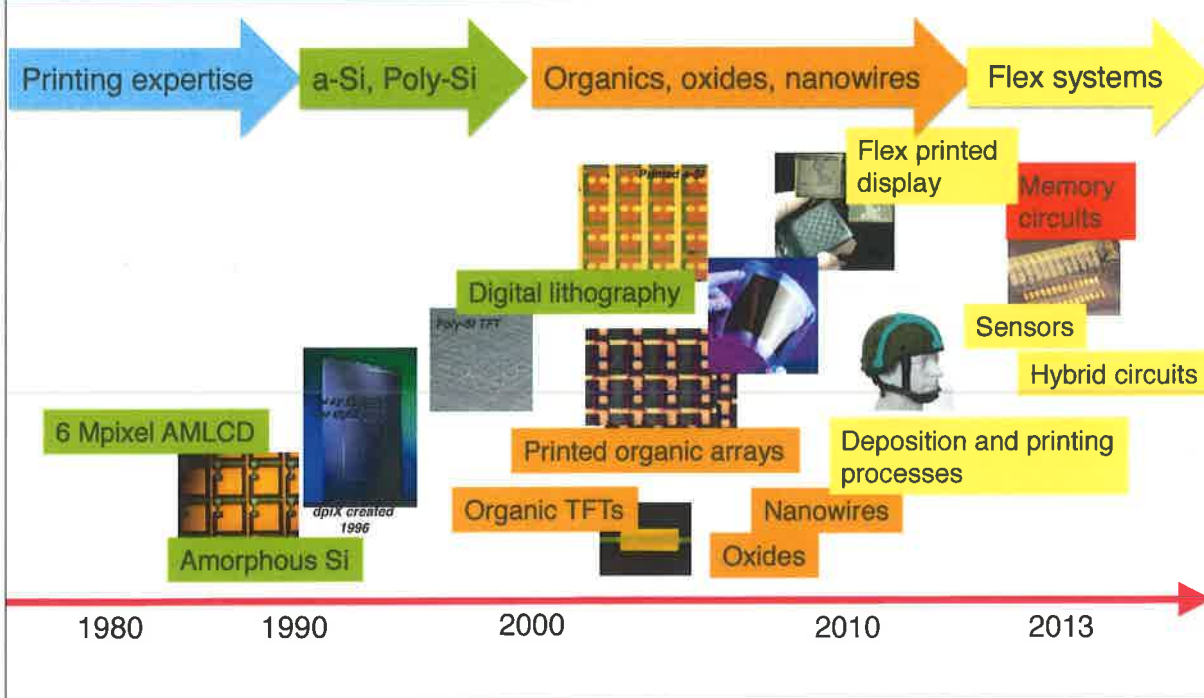 Printing expertise
a-Si, Poly-Si
Organics, oxides, nanowires
Flex systems
Flex printed
display
Printed a-Si
Memory
circuits
Digital lithography
Poly-Si TFT
Sensors
Hybrid circuits
6 Mpixel AMLCD
Printed organic arrays
Deposition and printing
processes
dpiX created
1996
Organic TFTs
Nanowires
Amorphous Si
Oxides
1980
1990
2000
2010
2013